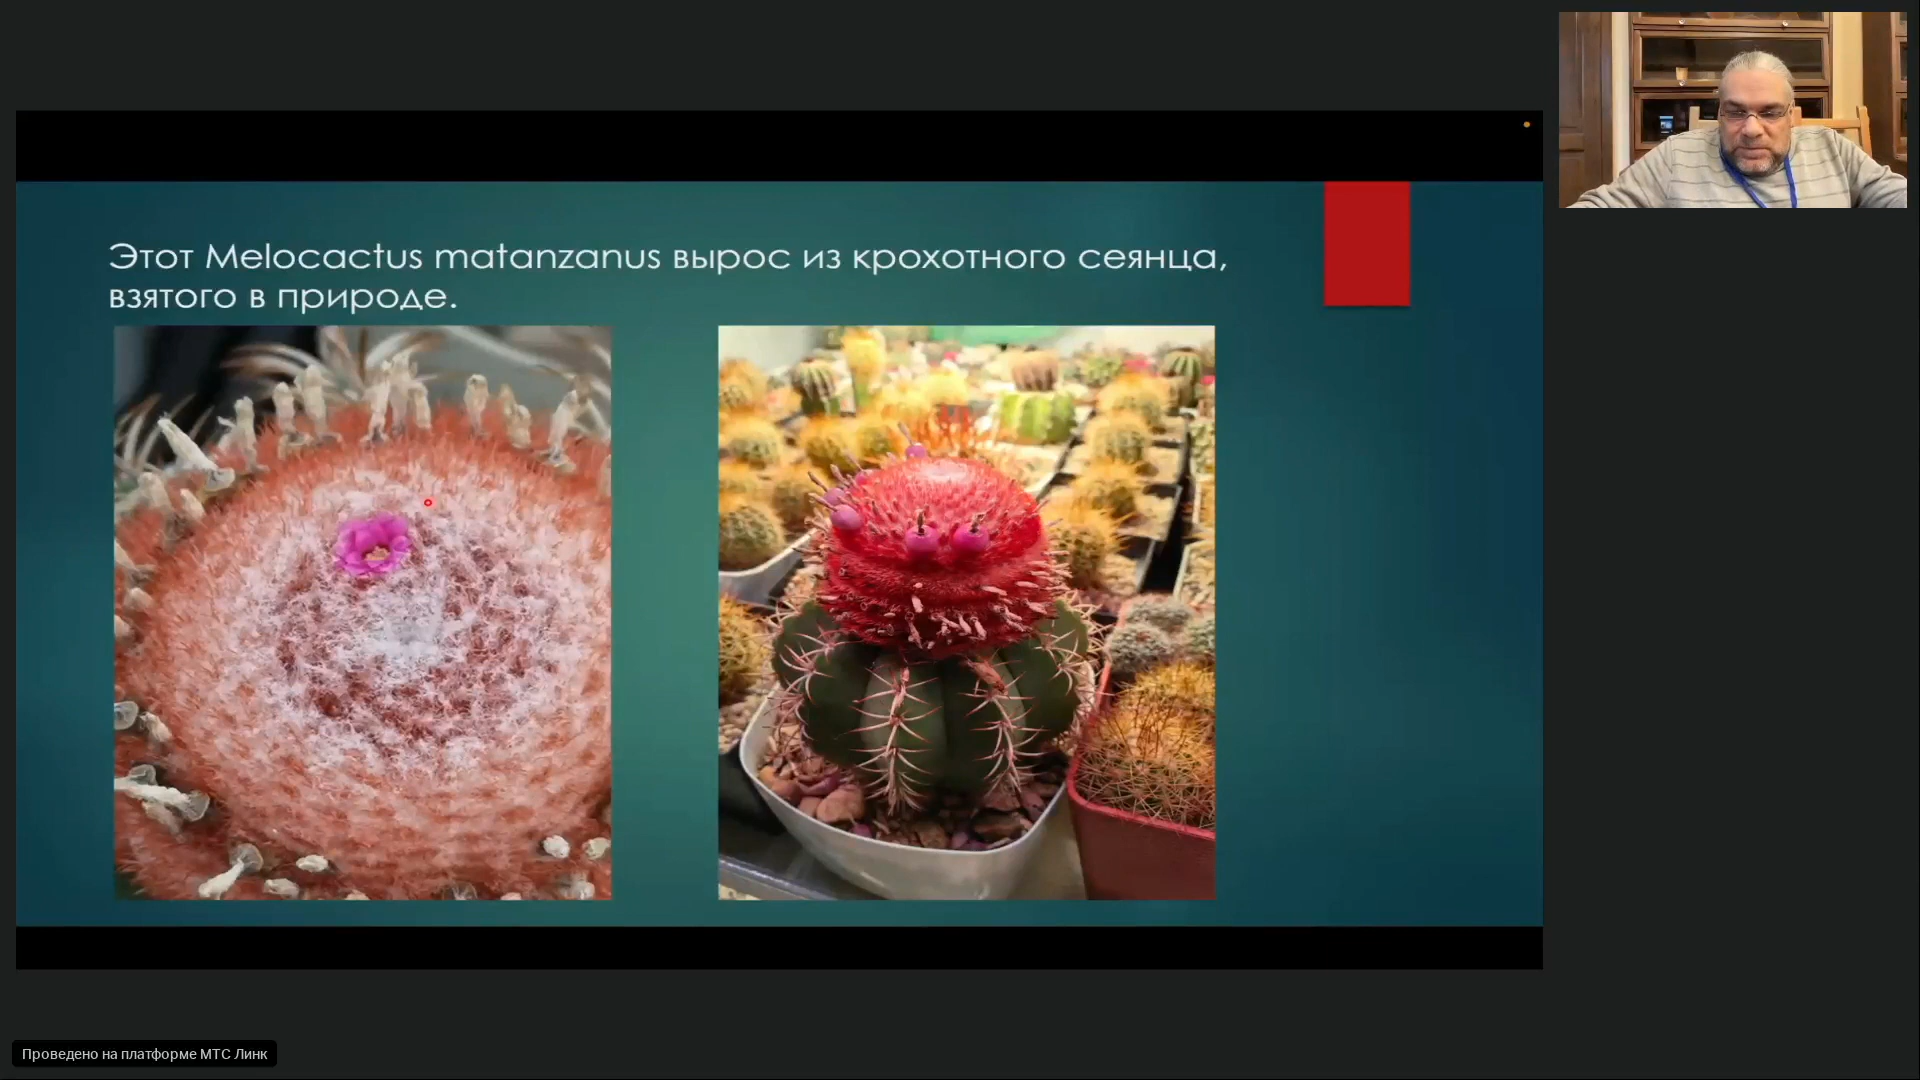 Этот Melocactus matanzanus вырос из крохотного сеянца,
взятого в природе.
Проведено на платформе МТС Линк